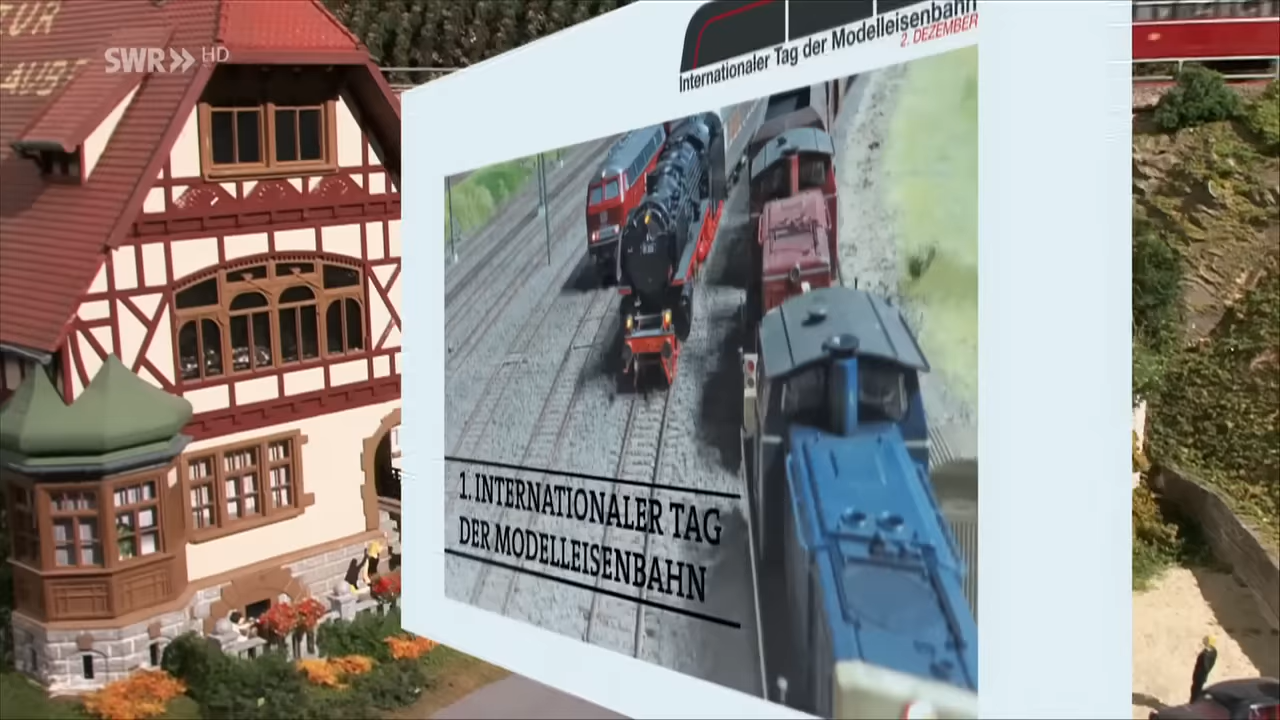 SWR HD
Internationaler Tag der Modelleisenbahn
2. DEZEMBER
1. INTERNATIONALER TAG
DER MODELLEISENBAHN